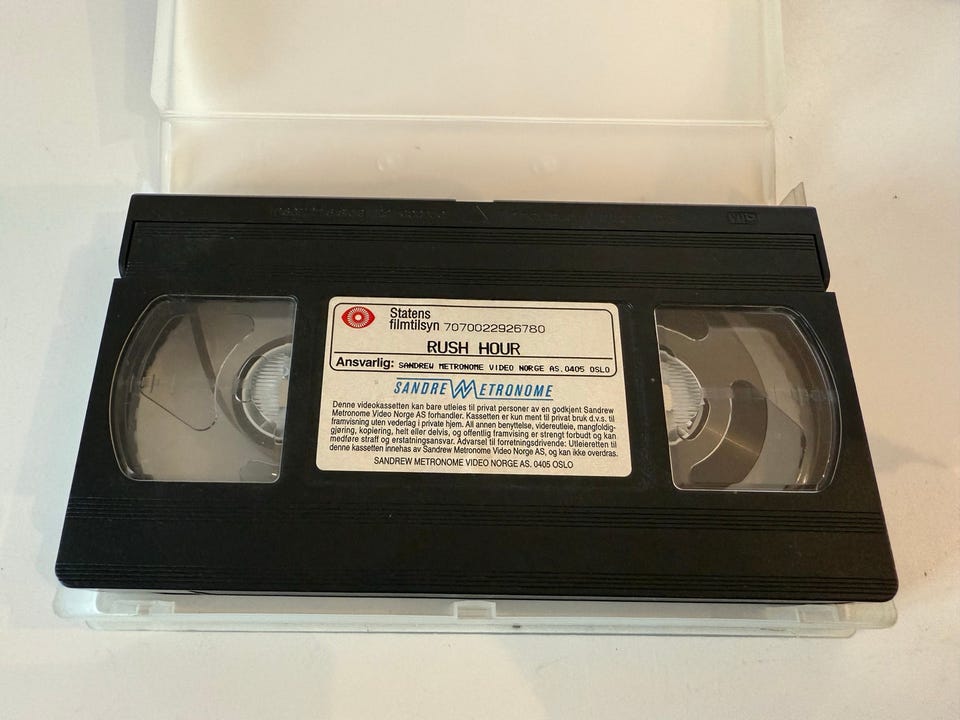 VHS
Statens
filmtilsyn 7070022926780
RUSH HOUR
Ansvarlig: SANDREW METRONOME VIDEO NORGE AS.0405 OSLO
SANDREWMETRONOME
Denne videokassetten kan bare utleies til privat personer av en godkjent Sandrew
Metronome Video Norge AS forhandler. Kassetten er kun ment til privat bruk d.v.s. til
framvisning uten vederlag i private hjem. All annen benyttelse, videreutleie, mangfoldig-
gjøring, kopiering, helt eller delvis, og offentlig framvisning er strengt forbudt og kan
medføre straff og erstatningsansvar. Advarsel til forretningsdrivende: Utleieretten til
denne kassetten innehas av Sandrew Metronome Video Norge AS, og kan ikke overdras.
SANDREW METRONOME VIDEO NORGE AS. 0405 OSLO